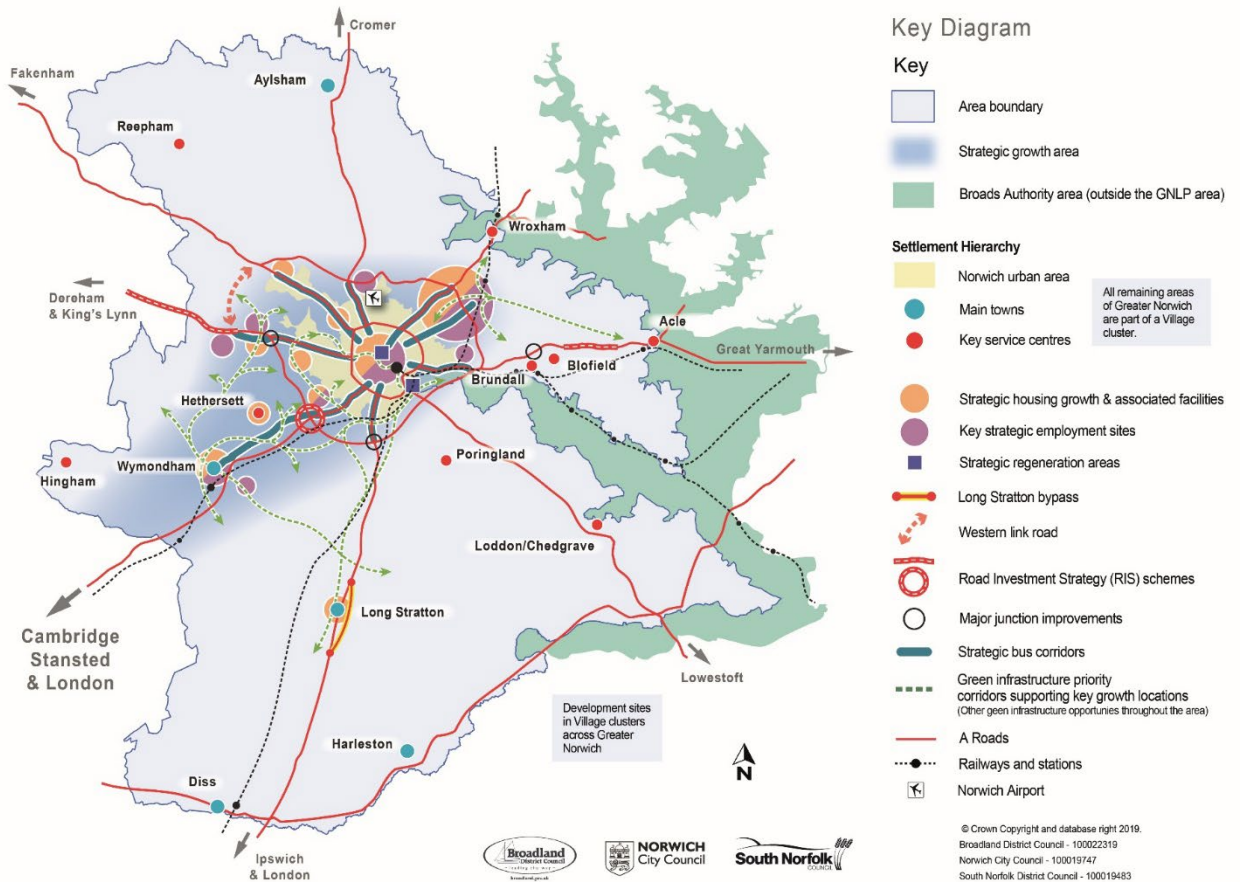 Key Diagram
Key
Area boundary
Strategic growth area
Broads Authority area (outside the GNLP area)
Settlement Hierarchy
Norwich urban area
Main towns
Key service centres
All remaining areas
of Greater Norwich
are part of a Village
cluster.
Strategic housing growth & associated facilities
Key strategic employment sites
Strategic regeneration areas
Long Stratton bypass
Western link road
Road Investment Strategy (RIS) schemes
Major junction improvements
Strategic bus corridors
Green infrastructure priority
corridors supporting key growth locations
(Other geen infrastructure opportunies throughout the area)
A Roads
Railways and stations
Norwich Airport
© Crown Copyright and database right 2019.
Broadland District Council - 100022319
Norwich City Council - 100019747
South Norfolk District Council - 100019483
Cromer
Fakenham
Aylsham
Reepham
Wroxham
Dereham
& King's Lynn
Acle
Great Yarmouth
Blofield
Brundall
Hethersett
Wymondham
Hingham
Poringland
Loddon/Chedgrave
Long Stratton
Cambridge
Stansted
& London
Lowestoft
Development sites
in Village clusters
across Greater
Norwich
Harleston
Diss
N
Ipswich
& London
Broadland
District Council
broadland.gov.uk
NORWICH
City Council
South Norfolk
COUNCIL